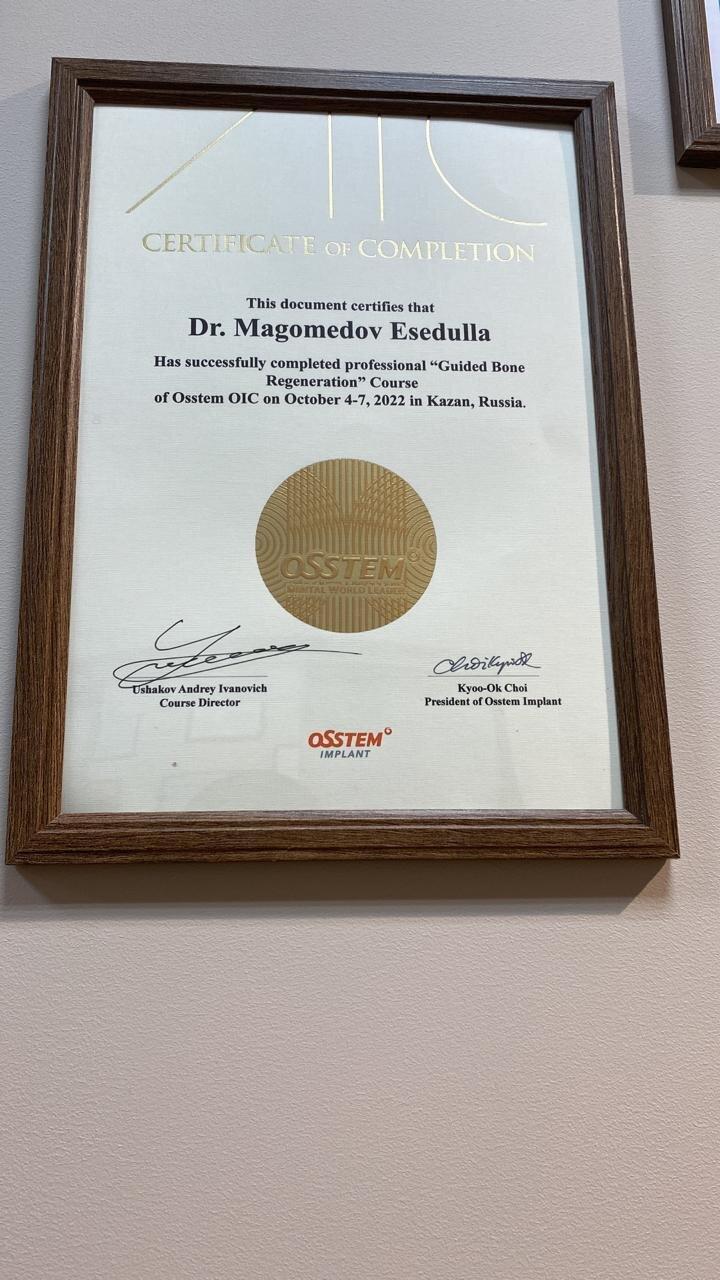 AIC
CERTIFICATE OF COMPLETION
This document certifies that
Dr. Magomedov Esedulla
Has successfully completed professional “Guided Bone
Regeneration” Course
of Osstem OIC on October 4-7, 2022 in Kazan, Russia.
OSSTEM
DENTAL WORLD LEADER
Ushakov Andrey Ivanovich
Course Director
Kyoo-Ok Choi
President of Osstem Implant
OSSTEM
IMPLANT